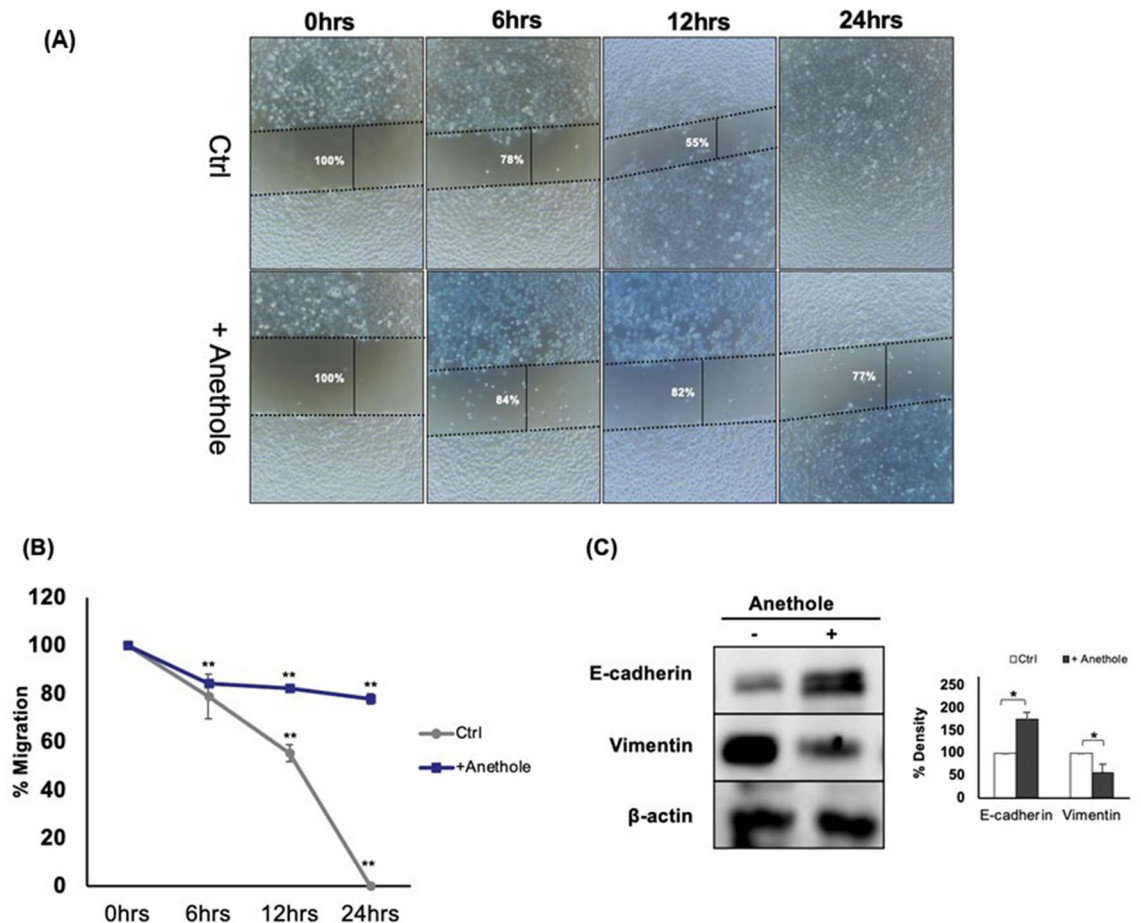 (A)
0hrs 6hrs 12hrs 24hrs
Ctrl
100% 78% 55%
+ Anethole
100% 84% 82% 77%
(B)
% Migration
120
100
80
60
40
20
0
** ** **
** **
0hrs 6hrs 12hrs 24hrs
Ctrl
+Anethole
(C)
Anethole
- +
E-cadherin
Vimentin
β-actin
Ctrl + Anethole
% Density
250
200
150
100
50
0
* *
E-cadherin Vimentin